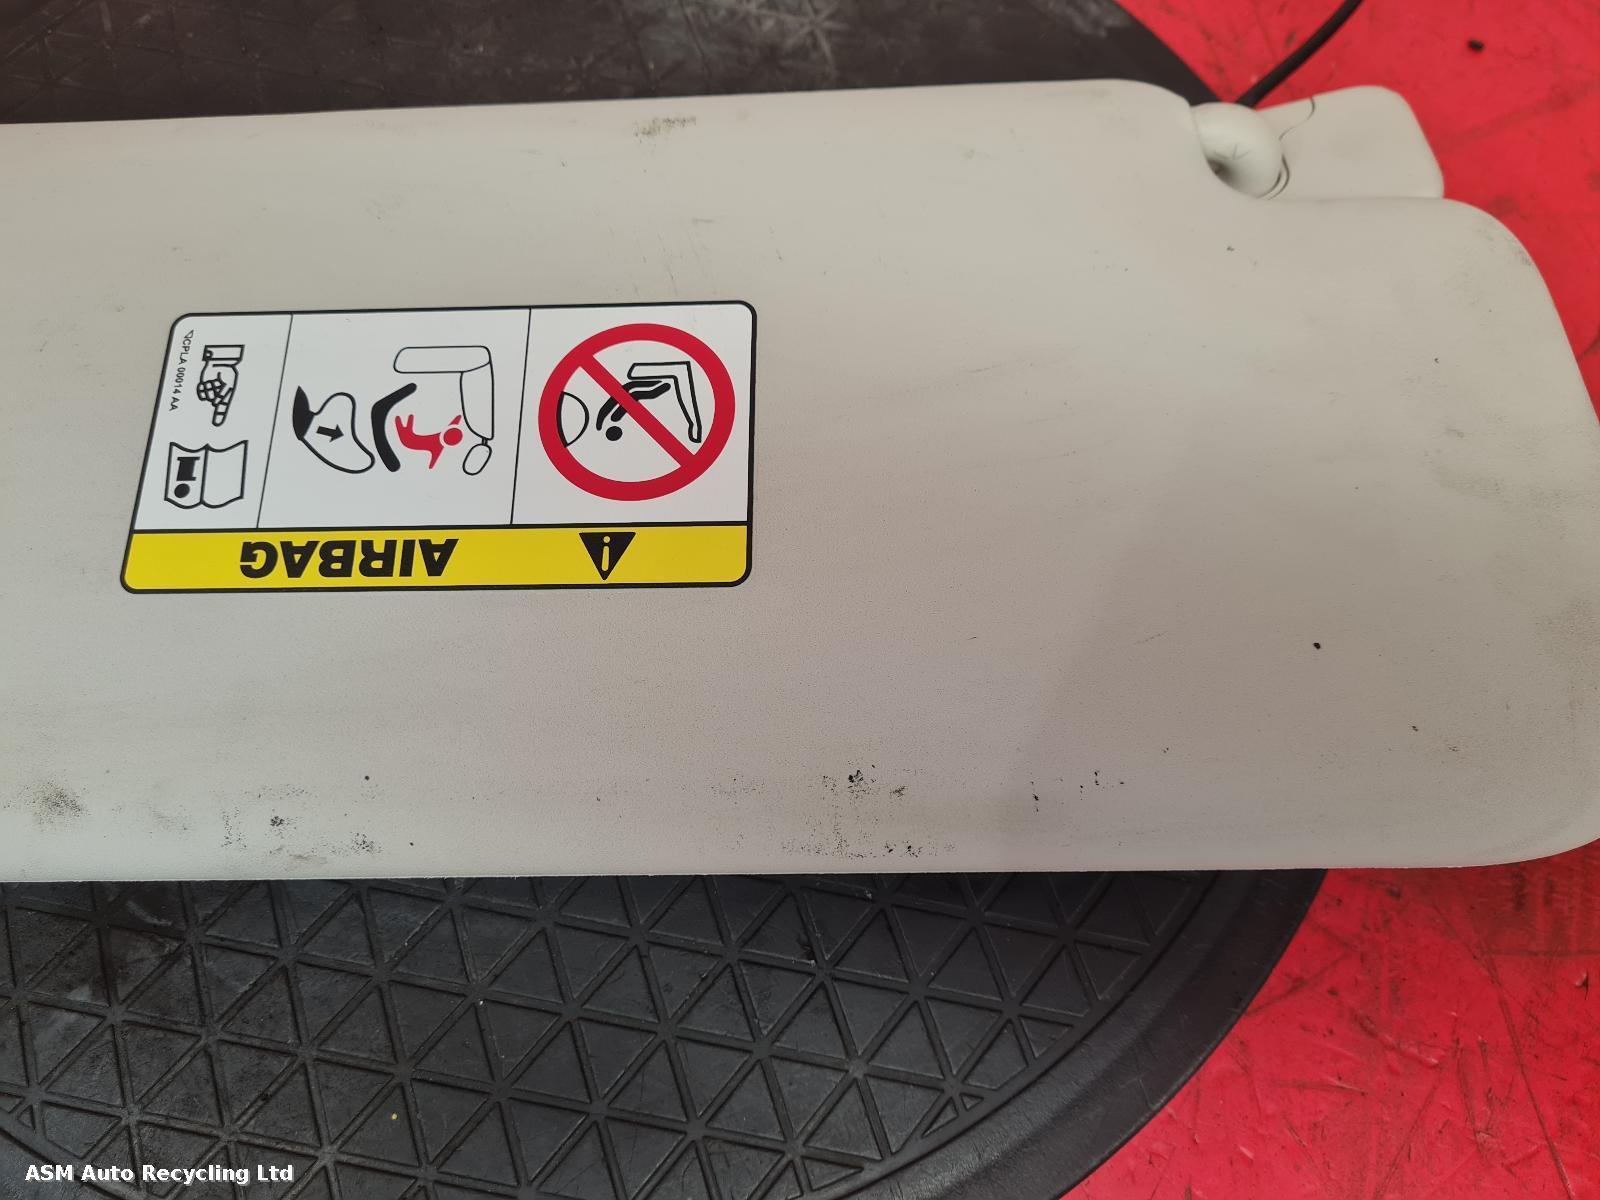 AIRBAG
CPLA 00014 AA
ASM Auto Recycling Ltd